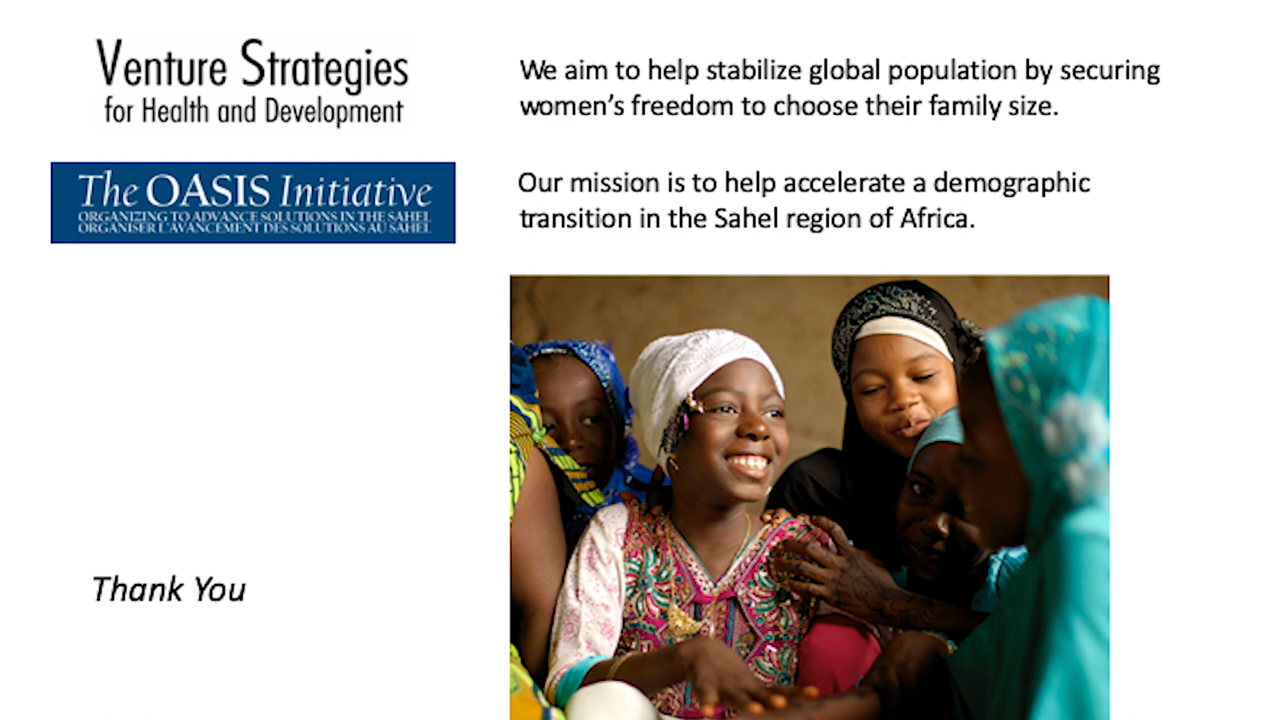 Venture Strategies
for Health and Development
We aim to help stabilize global population by securing
women's freedom to choose their family size.
The OASIS Initiative
ORGANIZING TO ADVANCE SOLUTIONS IN THE SAHEL
ORGANISER L'AVANCEMENT DES SOLUTIONS AU SAHEL
Our mission is to help accelerate a demographic
transition in the Sahel region of Africa.
Thank You